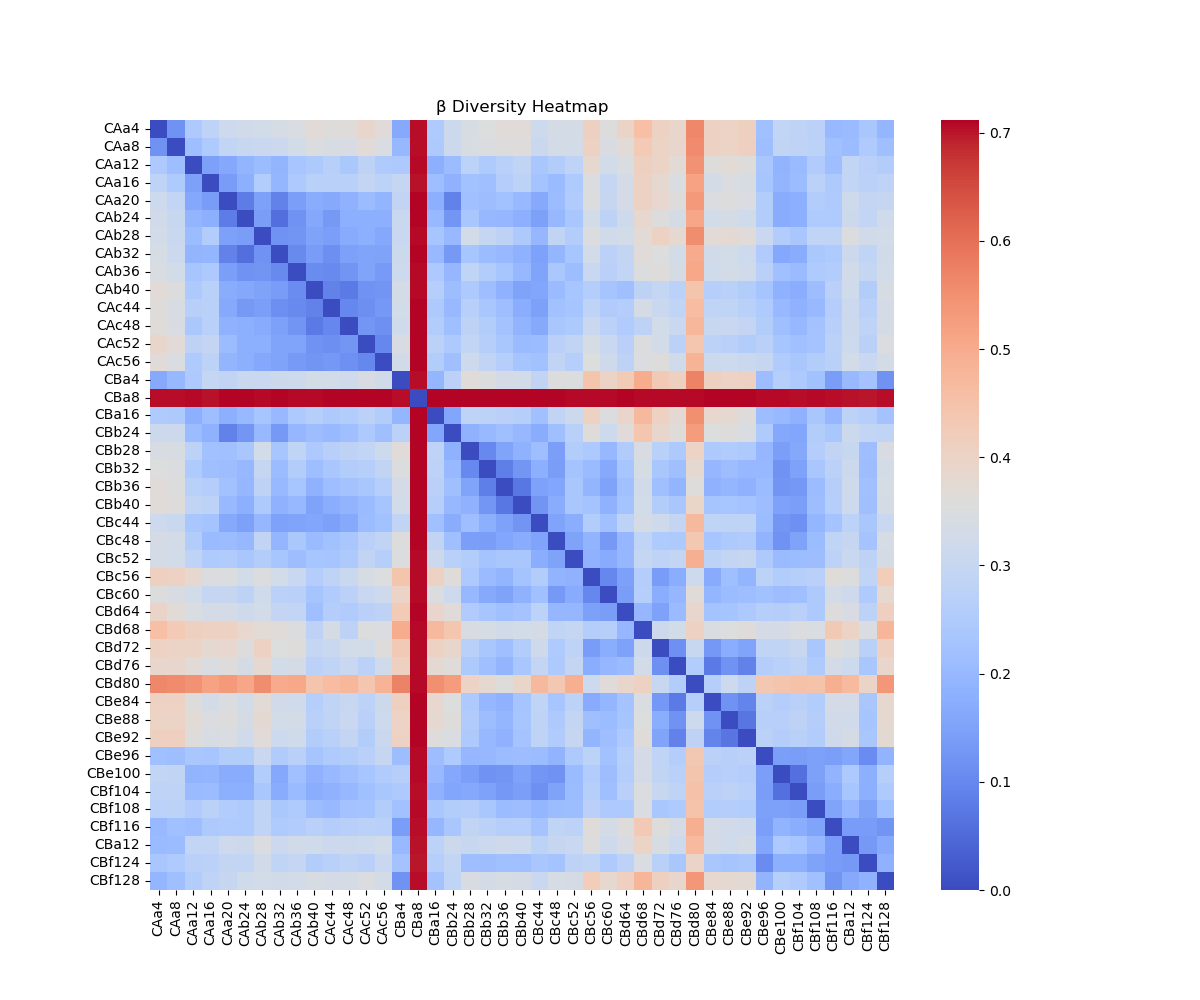 β Diversity Heatmap
CAa4
CAa8
CAa12
CAa16
CAa20
CAb24
CAb28
CAb32
CAb36
CAb40
CAc44
CAc48
CAc52
CAc56
CBa4
CBa8
CBa16
CBb24
CBb28
CBb32
CBb36
CBb40
CBc44
CBc48
CBc52
CBc56
CBc60
CBd64
CBd68
CBd72
CBd76
CBd80
CBe84
CBe88
CBe92
CBe96
CBe100
CBf104
CBf108
CBf116
CBa12
CBf124
CBf128
CAa4 CAa8 CAa12 CAa16 CAa20 CAb24 CAb28 CAb32 CAb36 CAb40 CAc44 CAc48 CAc52 CAc56 CBa4 CBa8 CBa16 CBb24 CBb28 CBb32 CBb36 CBb40 CBc44 CBc48 CBc52 CBc56 CBc60 CBd64 CBd68 CBd72 CBd76 CBd80 CBe84 CBe88 CBe92 CBe96 CBe100 CBf104 CBf108 CBf116 CBa12 CBf124 CBf128
0.7
0.6
0.5
0.4
0.3
0.2
0.1
0.0